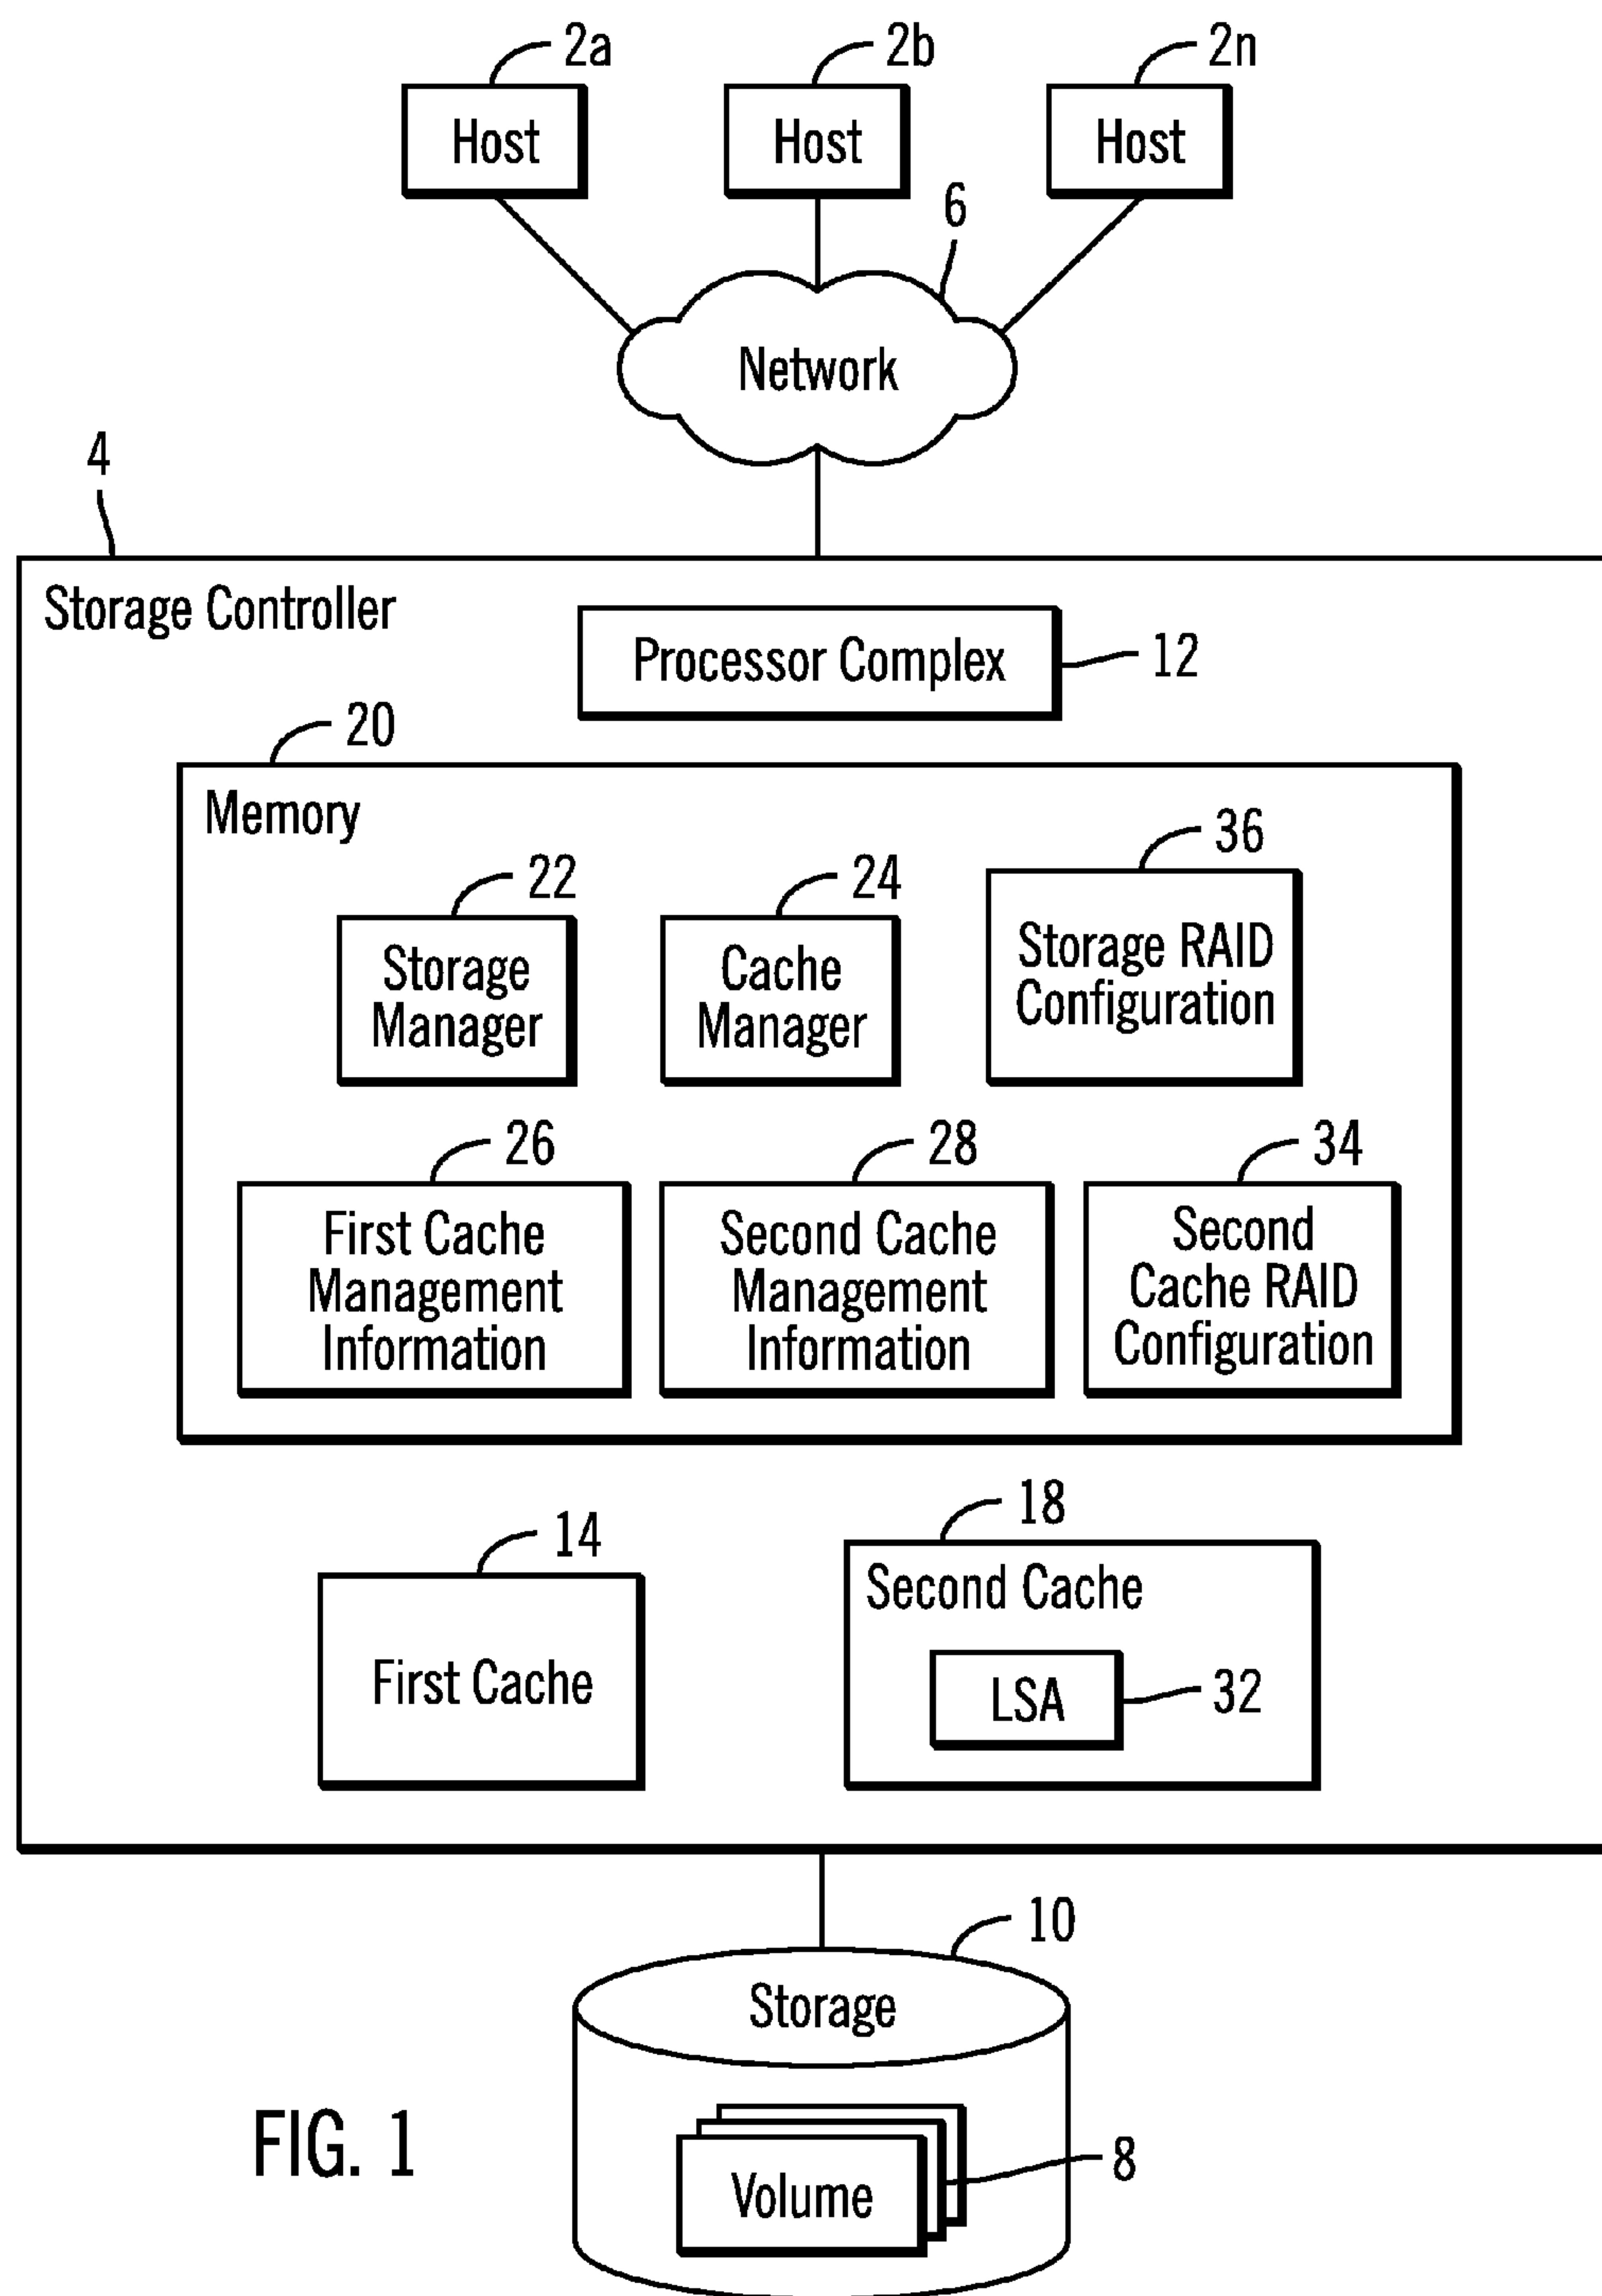 2a
2b
2n
Host
Host
Host
6
Network
4
Storage Controller
Processor Complex
12
20
Memory
22
24
36
Storage
Manager
Cache
Manager
Storage RAID
Configuration
26
28
34
First Cache
Management
Information
Second Cache
Management
Information
Second
Cache RAID
Configuration
14
18
First Cache
Second Cache
LSA
32
10
Storage
Volume
8
FIG. 1